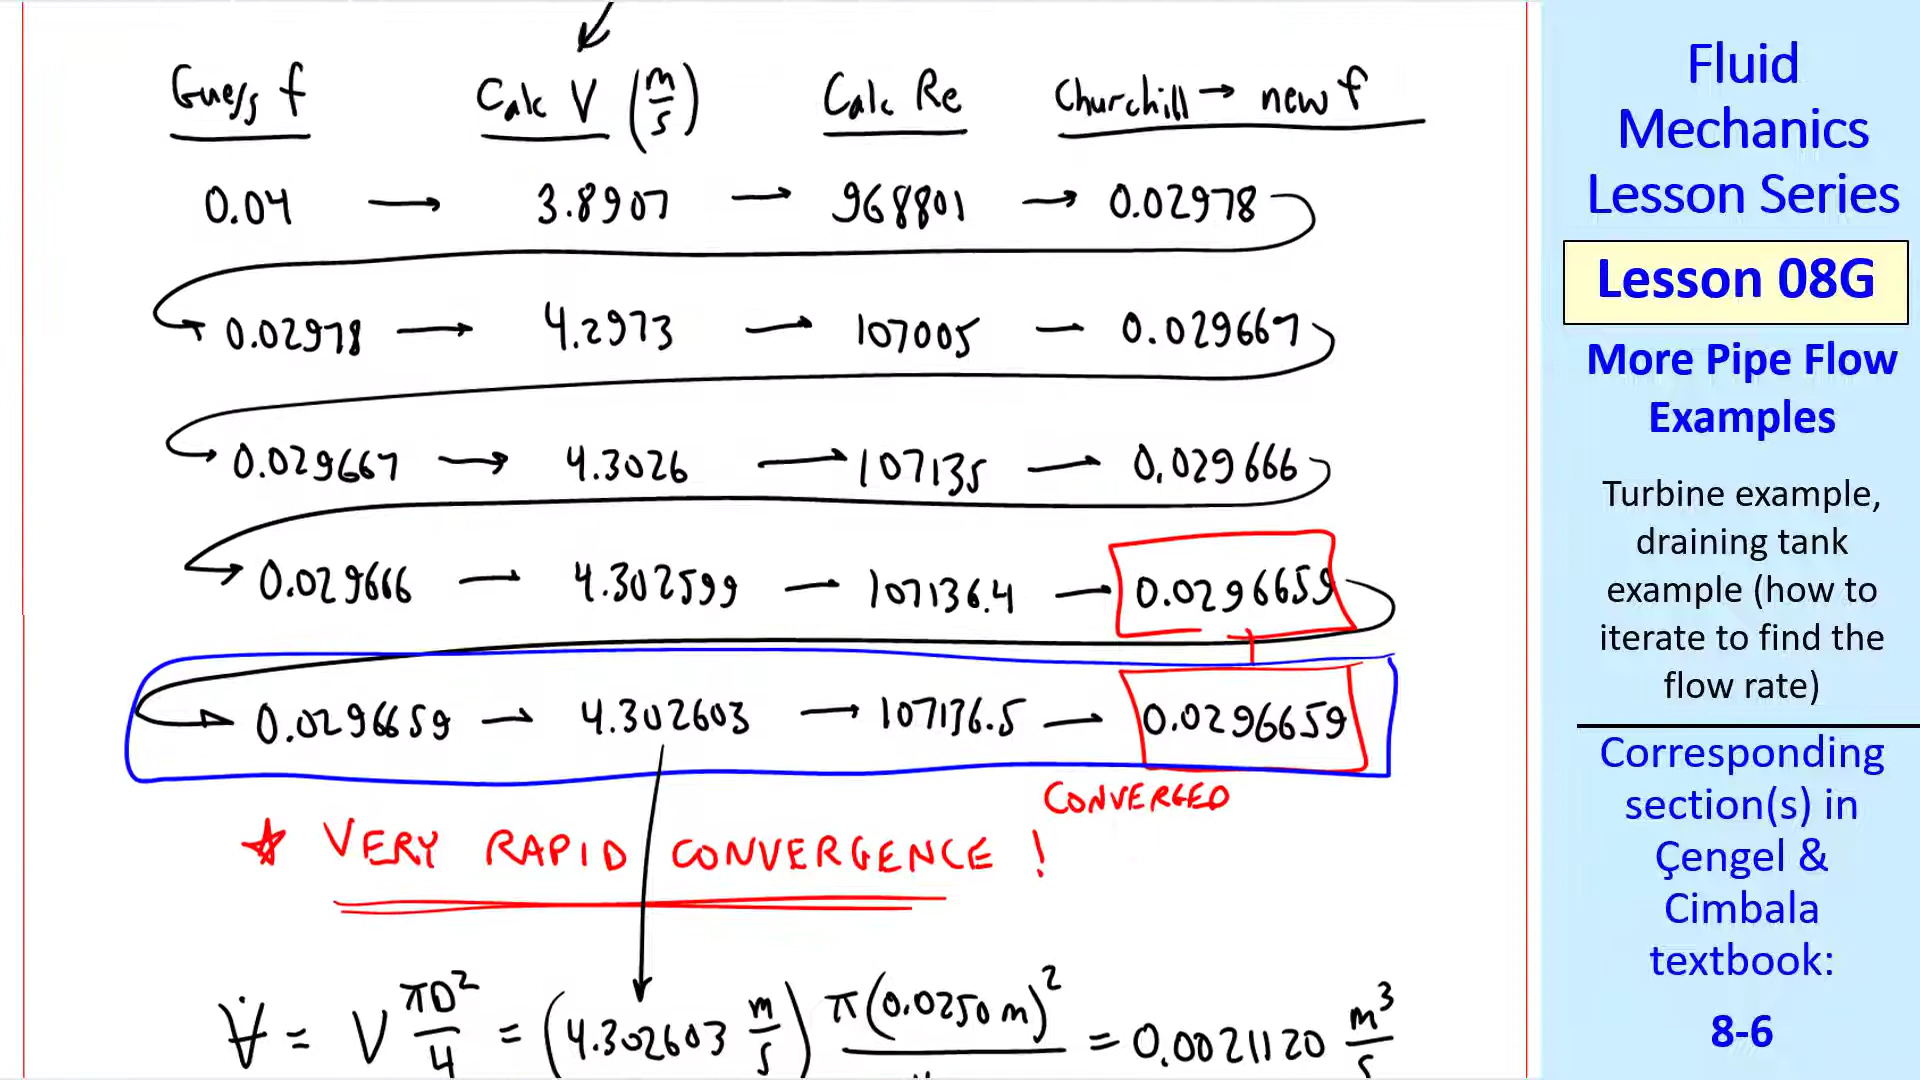 Guess f Calc V (m/s) Calc Re Churchill → new f
0.04 → 3.8907 → 968801 → 0.02978
0.02978 → 4.2973 → 107005 — 0.029667
0.029667 → 4.3026 → 107135 → 0.029666
0.029666 — 4.302599 — 107136.4 → 0.0296659
0.0296659 → 4.302603 → 107136.5 → 0.0296659
CONVERGED
☆ VERY RAPID CONVERGENCE !
V̇ = V πD²/4 = (4.302603 m/s) π(0.0250 m)² = 0.0021120 m³/s
Fluid
Mechanics
Lesson Series
Lesson 08G
More Pipe Flow
Examples
Turbine example,
draining tank
example (how to
iterate to find the
flow rate)
Corresponding
section(s) in
Çengel &
Cimbala
textbook:
8-6